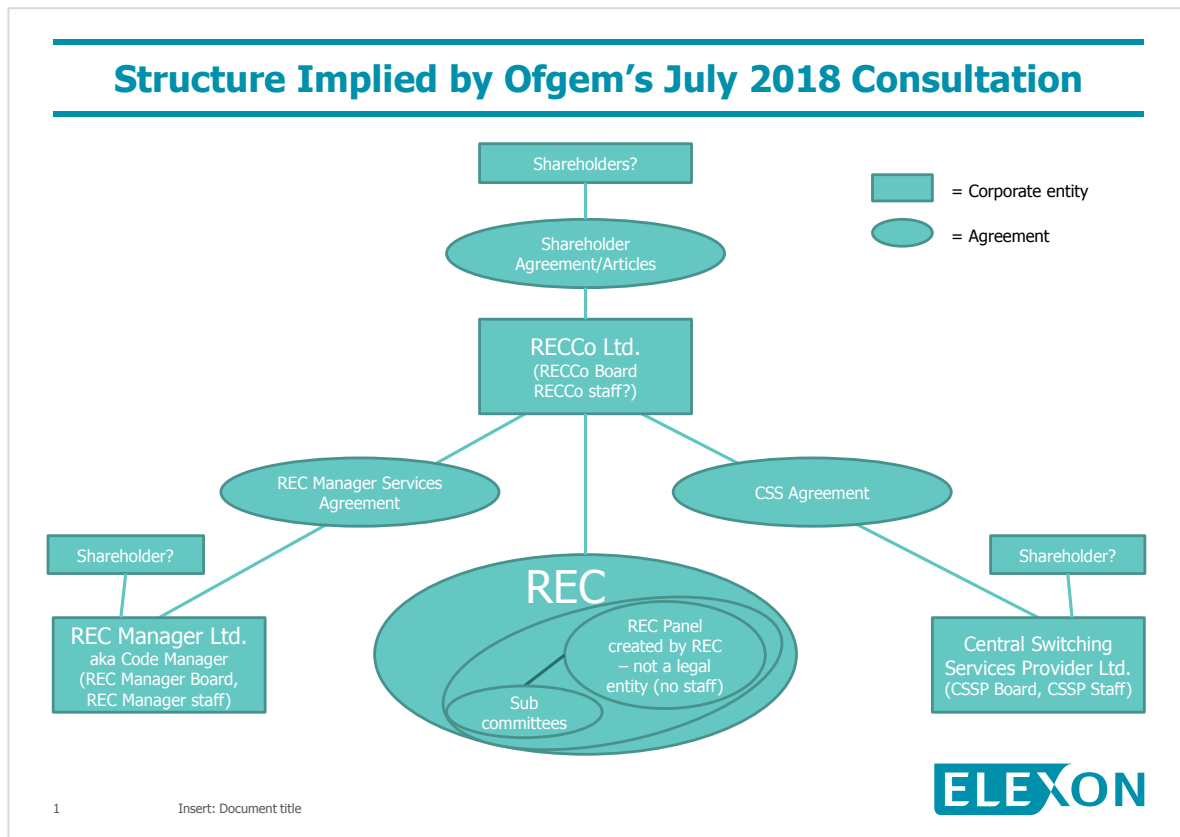 Structure Implied by Ofgem's July 2018 Consultation
Shareholders?
= Corporate entity
= Agreement
Shareholder
Agreement/Articles
RECCo Ltd.
(RECCo Board
RECCo staff?)
REC Manager Services
Agreement
CSS Agreement
Shareholder?
Shareholder?
REC
REC Manager Ltd.
aka Code Manager
(REC Manager Board,
REC Manager staff)
REC Panel
created by REC
– not a legal
entity (no staff)
Sub
committees
Central Switching
Services Provider Ltd.
(CSSP Board, CSSP Staff)
1
Insert: Document title
ELEXON